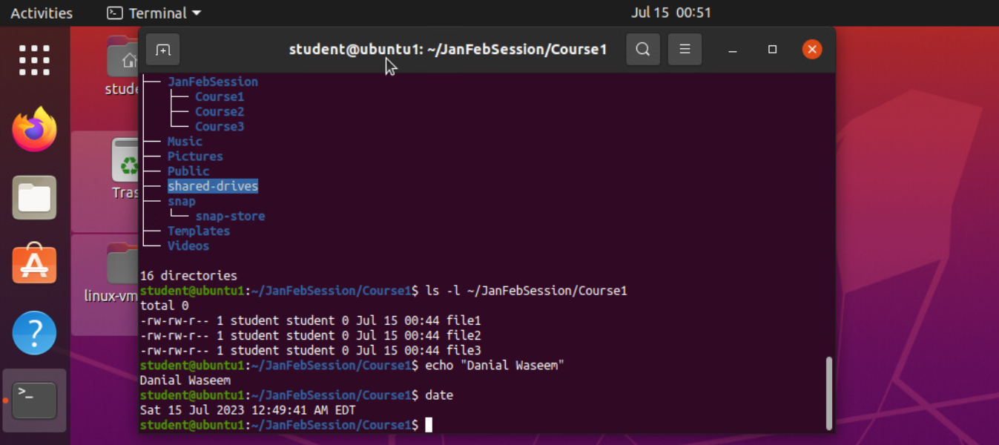 Activities Terminal Jul 15 00:51
student@ubuntu1: ~/JanFebSession/Course1
stude
Tras
linux-vm
├── JanFebSession
│   ├── Course1
│   ├── Course2
│   └── Course3
├── Music
├── Pictures
├── Public
├── shared-drives
├── snap
│   └── snap-store
├── Templates
└── Videos
16 directories
student@ubuntu1:~/JanFebSession/Course1$ ls -l ~/JanFebSession/Course1
total 0
-rw-rw-r-- 1 student student 0 Jul 15 00:44 file1
-rw-rw-r-- 1 student student 0 Jul 15 00:44 file2
-rw-rw-r-- 1 student student 0 Jul 15 00:44 file3
student@ubuntu1:~/JanFebSession/Course1$ echo "Danial Waseem"
Danial Waseem
student@ubuntu1:~/JanFebSession/Course1$ date
Sat 15 Jul 2023 12:49:41 AM EDT
student@ubuntu1:~/JanFebSession/Course1$